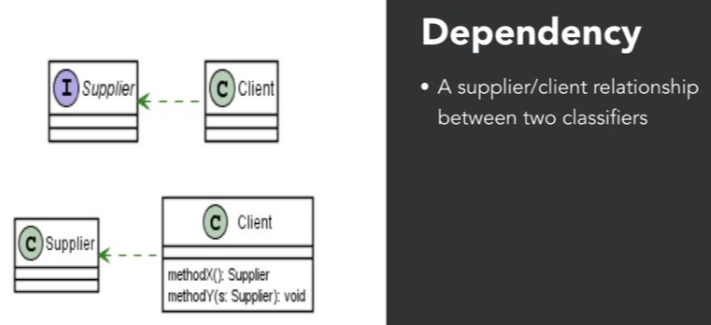 Dependency
• A supplier/client relationship
between two classifiers
I Supplier
C Client
C Supplier
C Client
methodX(): Supplier
methodY(s: Supplier): void